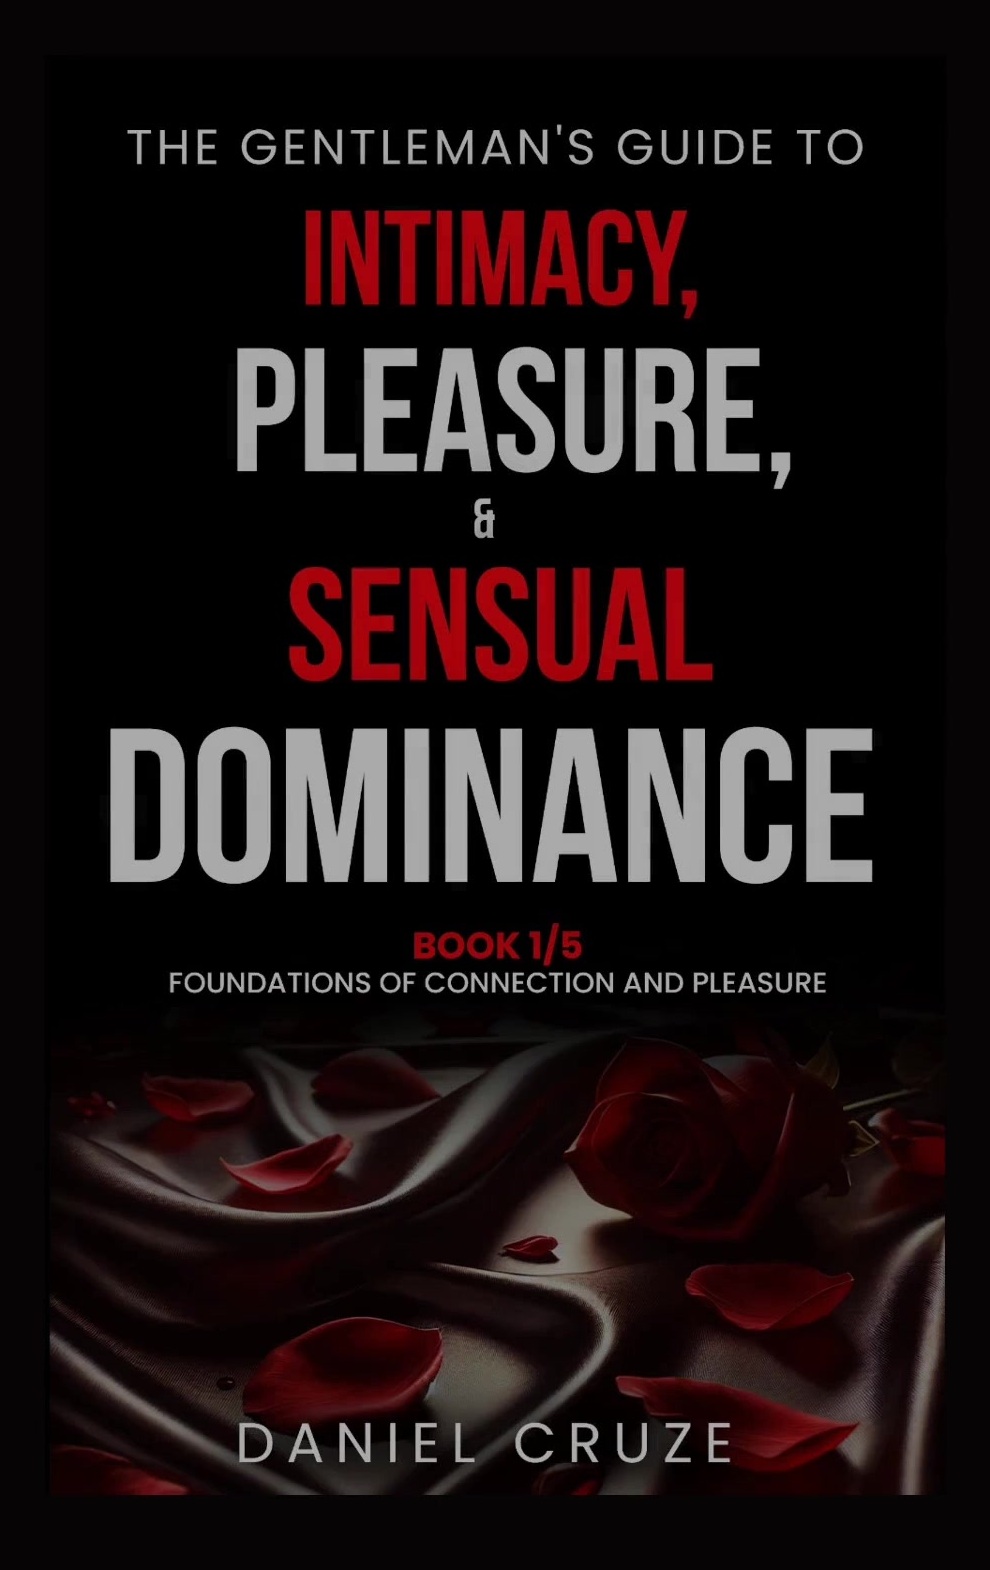 THE GENTLEMAN'S GUIDE TO
INTIMACY,
PLEASURE,
&
SENSUAL
DOMINANCE
BOOK 1/5
FOUNDATIONS OF CONNECTION AND PLEASURE
DANIEL CRUZE